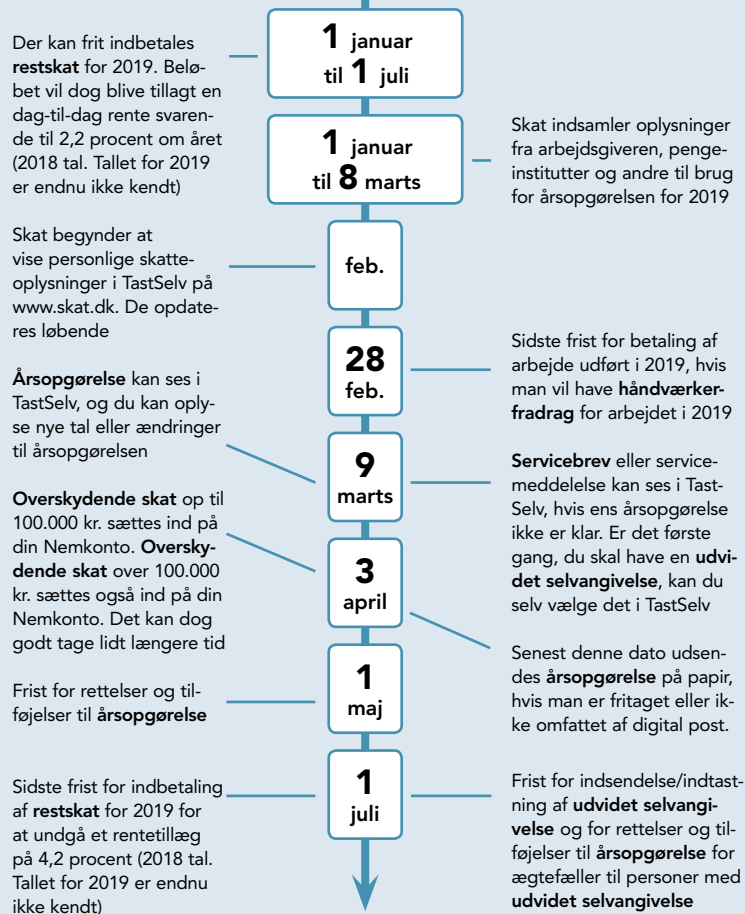 Der kan frit indbetales
restskat for 2019. Belø-
bet vil dog blive tillagt en
dag-til-dag rente svaren-
de til 2,2 procent om året
(2018 tal. Tallet for 2019
er endnu ikke kendt)
1 januar
til 1 juli
1 januar
til 8 marts
Skat indsamler oplysninger
fra arbejdsgiveren, penge-
institutter og andre til brug
for årsopgørelsen for 2019
Skat begynder at
vise personlige skatte-
oplysninger i TastSelv på
www.skat.dk. De opdate-
res løbende
feb.
28
feb.
Sidste frist for betaling af
arbejde udført i 2019, hvis
man vil have håndværker-
fradrag for arbejdet i 2019
Årsopgørelse kan ses i
TastSelv, og du kan oply-
se nye tal eller ændringer
til årsopgørelsen
9
marts
Servicebrev eller service-
meddelelse kan ses i Tast-
Selv, hvis ens årsopgørelse
ikke er klar. Er det første
gang, du skal have en udvi-
det selvangivelse, kan du
selv vælge det i TastSelv
Overskydende skat op til
100.000 kr. sættes ind på
din Nemkonto. Oversky-
dende skat over 100.000
kr. sættes også ind på din
Nemkonto. Det kan dog
godt tage lidt længere tid
3
april
Senest denne dato udsen-
des årsopgørelse på papir,
hvis man er fritaget eller ik-
ke omfattet af digital post.
Frist for rettelser og til-
føjelser til årsopgørelse
1
maj
Sidste frist for indbetaling
af restskat for 2019 for
at undgå et rentetillæg
på 4,2 procent (2018 tal.
Tallet for 2019 er endnu
ikke kendt)
1
juli
Frist for indsendelse/indtast-
ning af udvidet selvangi-
velse og for rettelser og til-
føjelser til årsopgørelse for
ægtefæller til personer med
udvidet selvangivelse